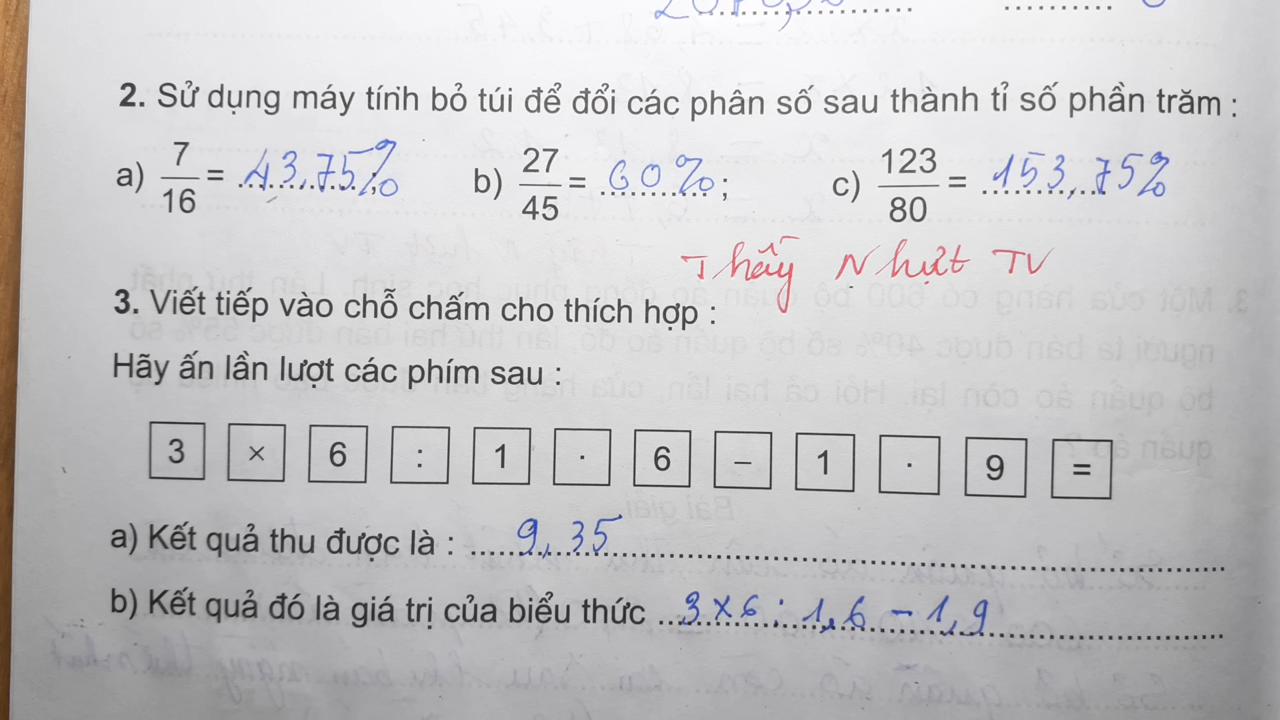 2. Sử dụng máy tính bỏ túi để đổi các phân số sau thành tỉ số phần trăm :
a) 7/16 = 43,75% ; b) 27/45 = 60% ; c) 123/80 = 153,75%
Thầy Nhựt TV
3. Viết tiếp vào chỗ chấm cho thích hợp :
Hãy ấn lần lượt các phím sau :
3 × 6 : 1 . 6 – 1 . 9 =
a) Kết quả thu được là : 9,35
b) Kết quả đó là giá trị của biểu thức 3 × 6 : 1,6 – 1,9